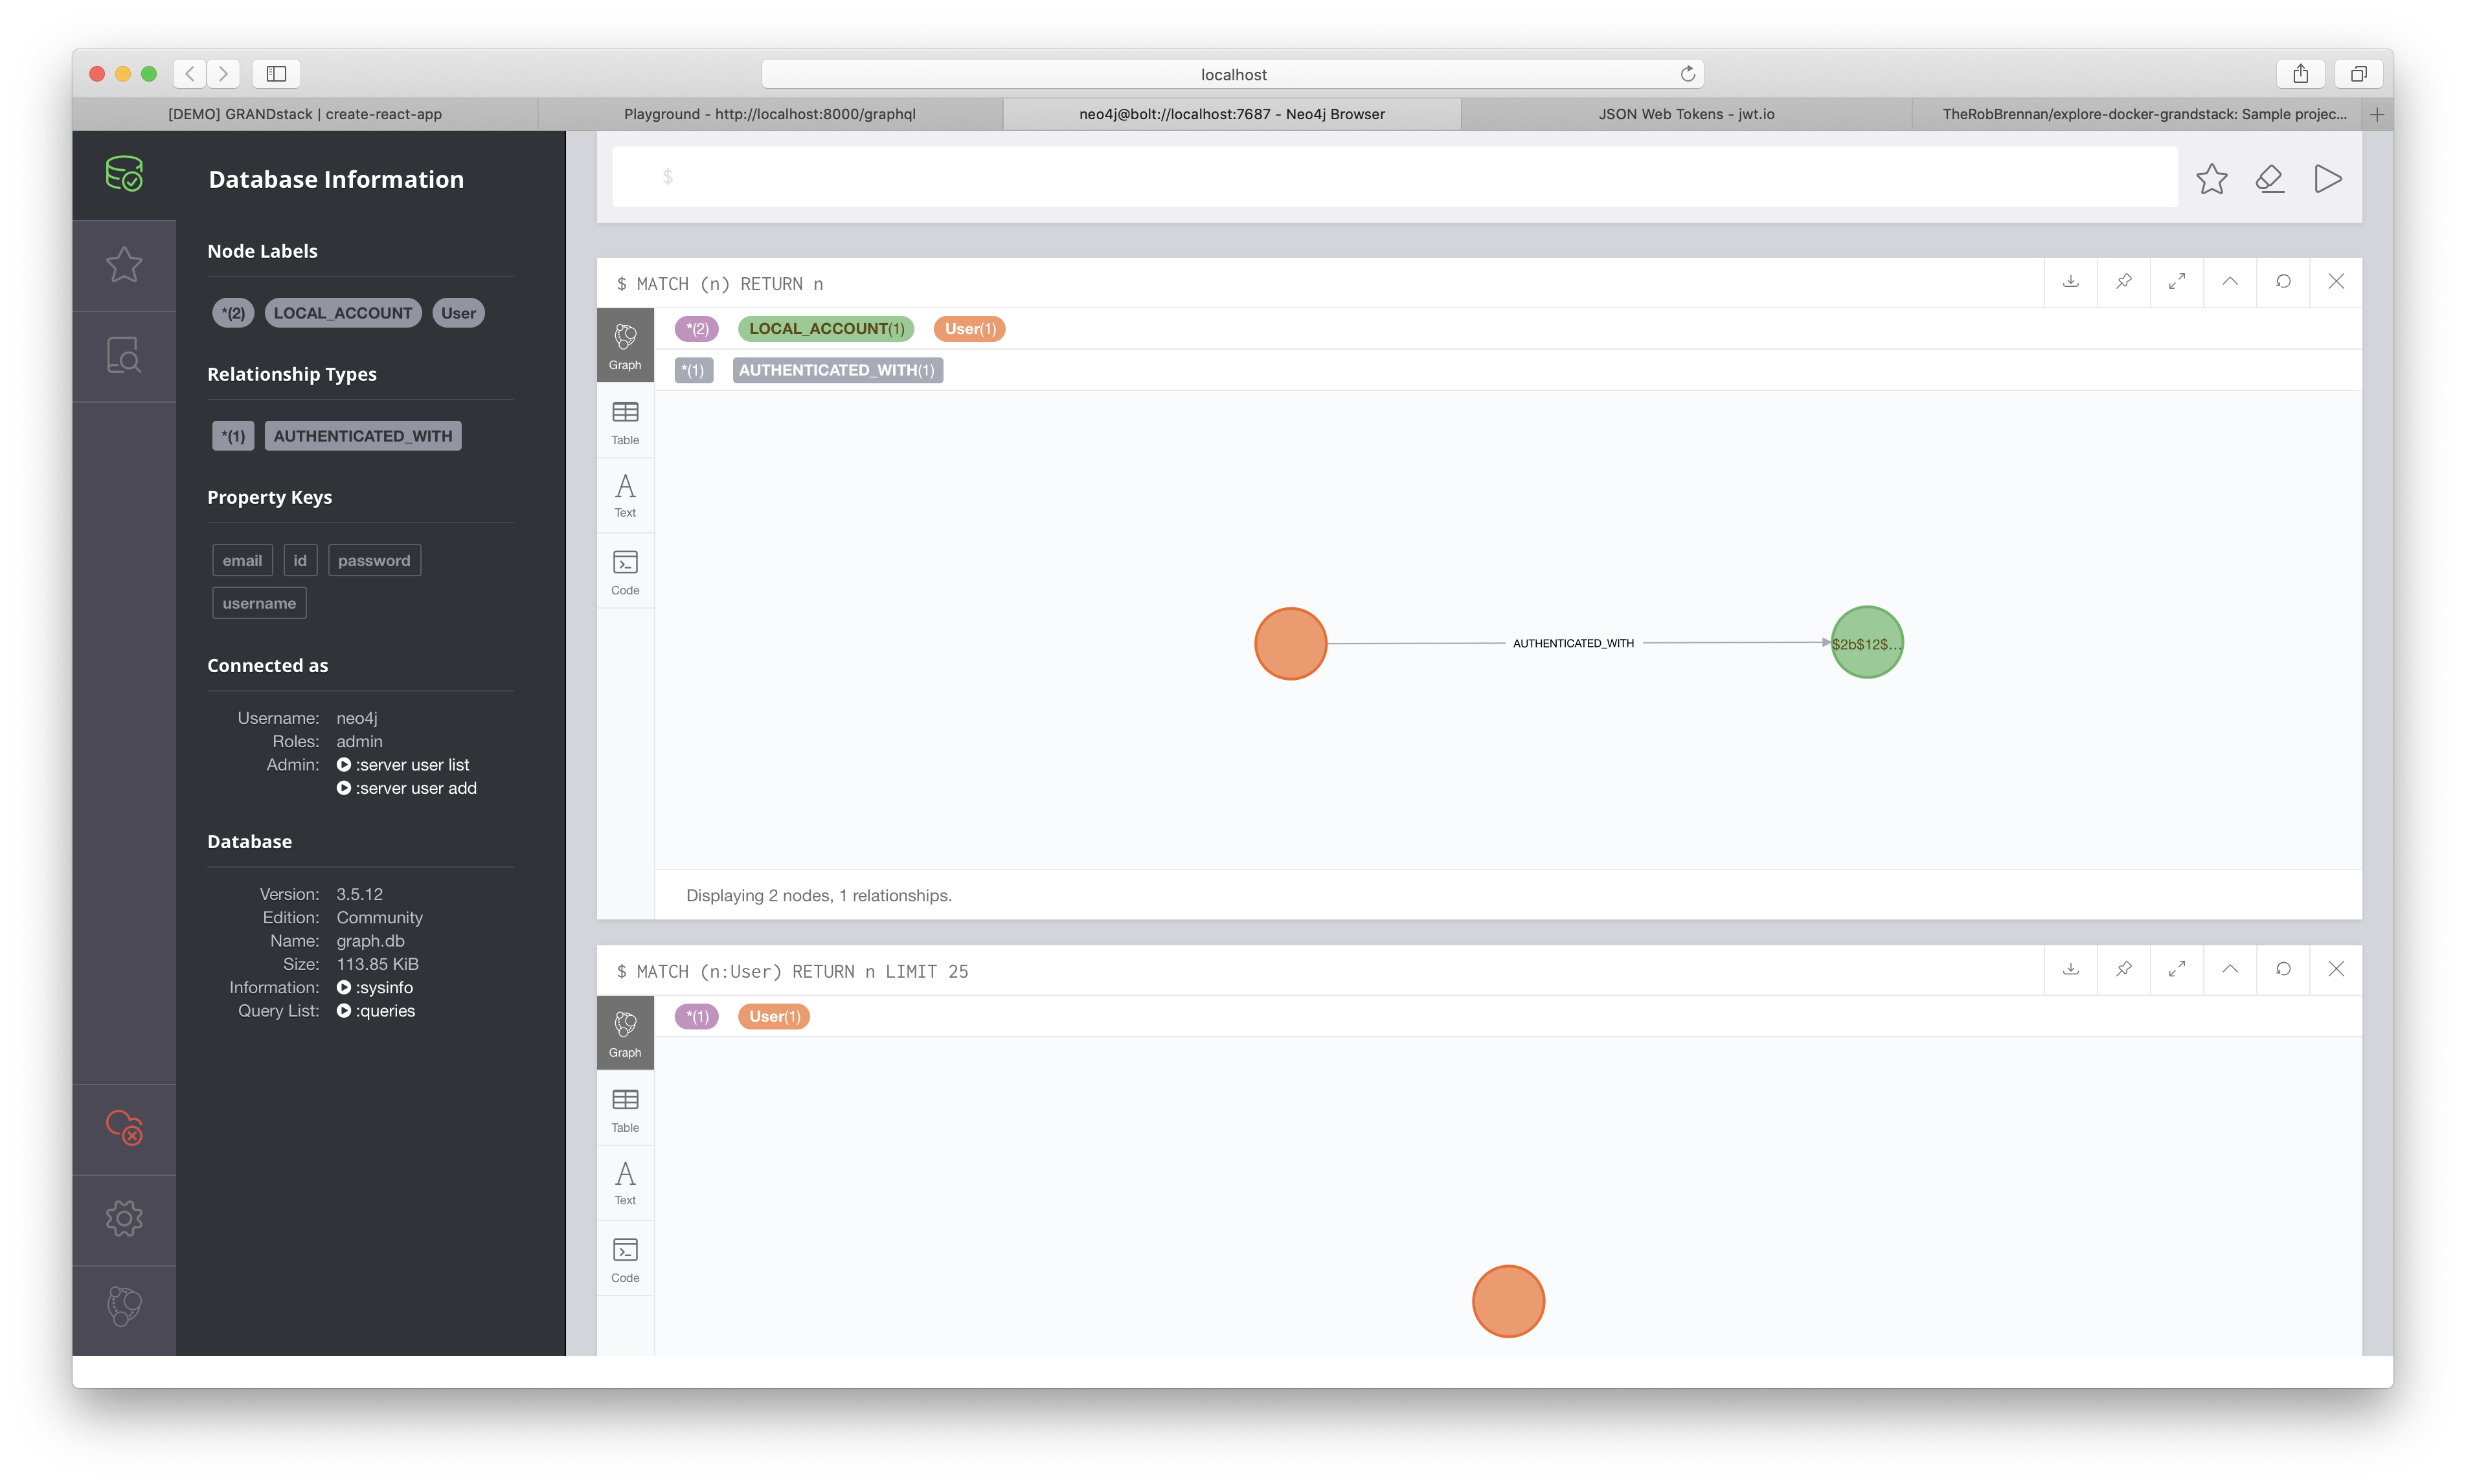 localhost
[DEMO] GRANDstack | create-react-app
Playground - http://localhost:8000/graphql
neo4j@bolt://localhost:7687 - Neo4j Browser
JSON Web Tokens - jwt.io
TheRobBrennan/explore-docker-grandstack: Sample projec...
Database Information
Node Labels
*(2) LOCAL_ACCOUNT User
Relationship Types
*(1) AUTHENTICATED_WITH
Property Keys
email id password
username
Connected as
Username: neo4j
Roles: admin
Admin: :server user list
:server user add
Database
Version: 3.5.12
Edition: Community
Name: graph.db
Size: 113.85 KiB
Information: :sysinfo
Query List: :queries
$
$ MATCH (n) RETURN n
*(2) LOCAL_ACCOUNT(1) User(1)
*(1) AUTHENTICATED_WITH(1)
Graph
Table
Text
Code
AUTHENTICATED_WITH
$2b$12$...
Displaying 2 nodes, 1 relationships.
$ MATCH (n:User) RETURN n LIMIT 25
*(1) User(1)
Graph
Table
Text
Code